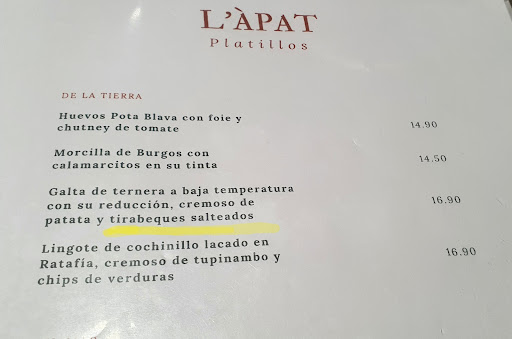 L'ÀPAT
Platillos
DE LA TIERRA
Huevos Pota Blava con foie y
chutney de tomate
14.90
Morcilla de Burgos con
calamarcitos en su tinta
14.50
Galta de ternera a baja temperatura
con su reducción, cremoso de
patata y tirabeques salteados
16.90
Lingote de cochinillo lacado en
Ratafía, cremoso de tupinambo y
chips de verduras
16.90